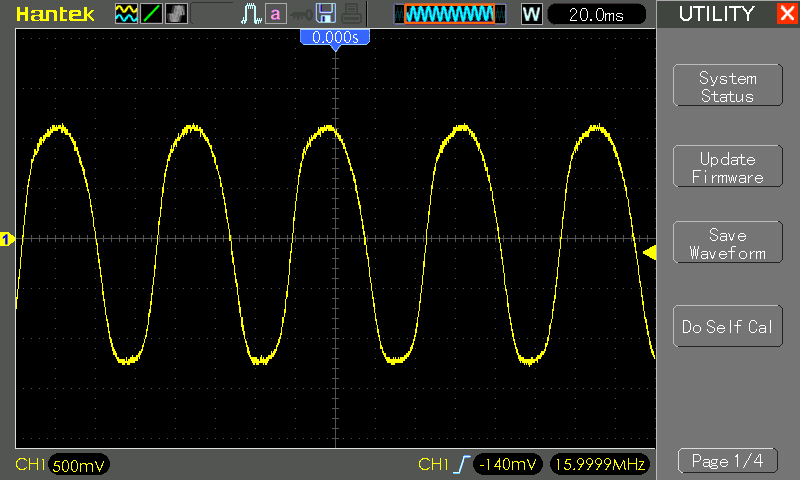 Hantek
a
W
20.0ms
UTILITY
0.000s
System
Status
Update
Firmware
1
Save
Waveform
Do Self Cal
CH1 500mV
CH1 -140mV 15.9999MHz
Page 1/4